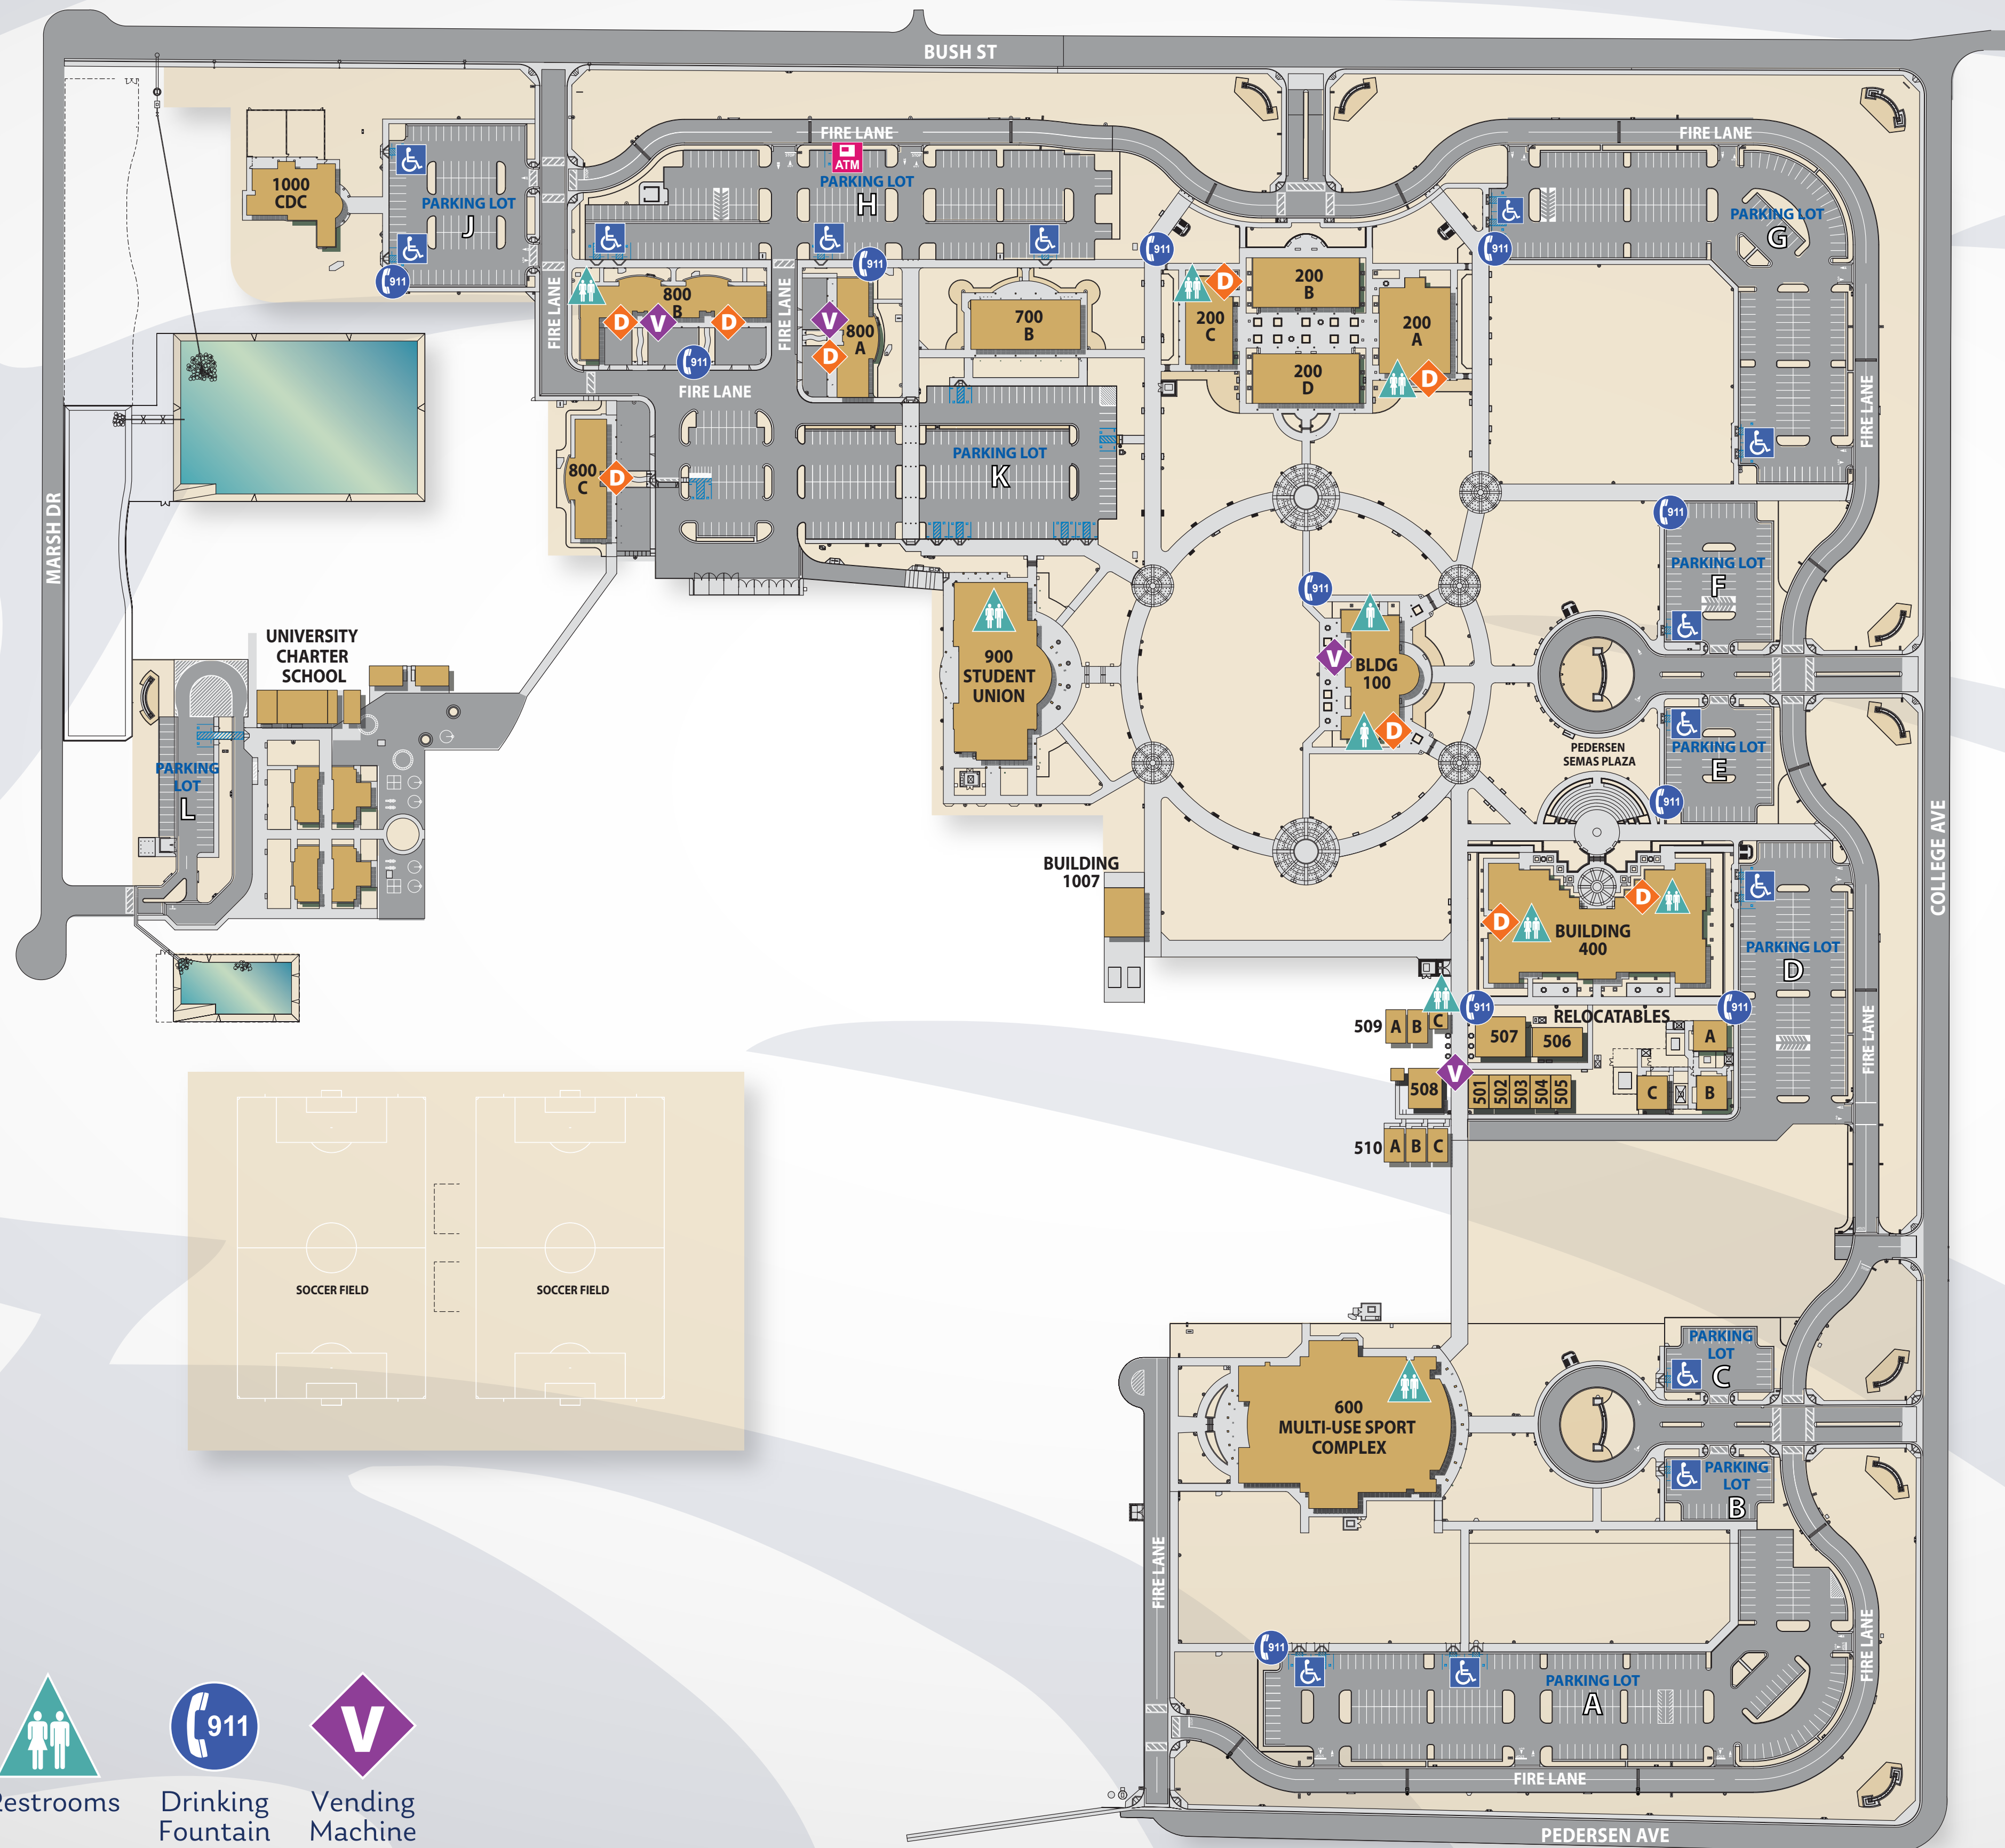 BUSH ST
FIRE LANE
FIRE LANE
ATM
PARKING LOT
H
1000
CDC
PARKING LOT
J
PARKING LOT
G
911
911
911
911
FIRE LANE
800
B
D
V
D
911
FIRE LANE
FIRE LANE
V
800
A
D
700
B
D
200
B
200
C
200
A
200
D
D
FIRE LANE
800
C
D
PARKING LOT
K
MARSH DR
911
PARKING LOT
F
911
UNIVERSITY
CHARTER
SCHOOL
900
STUDENT
UNION
V
BLDG
100
D
PEDERSEN
SEMAS PLAZA
PARKING LOT
E
911
PARKING
LOT
L
COLLEGE AVE
BUILDING
1007
D
D
BUILDING
400
PARKING LOT
D
911
911
RELOCATABLES
509
A
B
C
507
506
A
V
508
501
502
503
504
505
C
B
FIRE LANE
510
A
B
C
SOCCER FIELD
SOCCER FIELD
PARKING
LOT
C
600
MULTI-USE SPORT
COMPLEX
PARKING
LOT
B
FIRE LANE
FIRE LANE
911
PARKING LOT
A
FIRE LANE
PEDERSEN AVE
911
V
estrooms
Drinking
Fountain
Vending
Machine